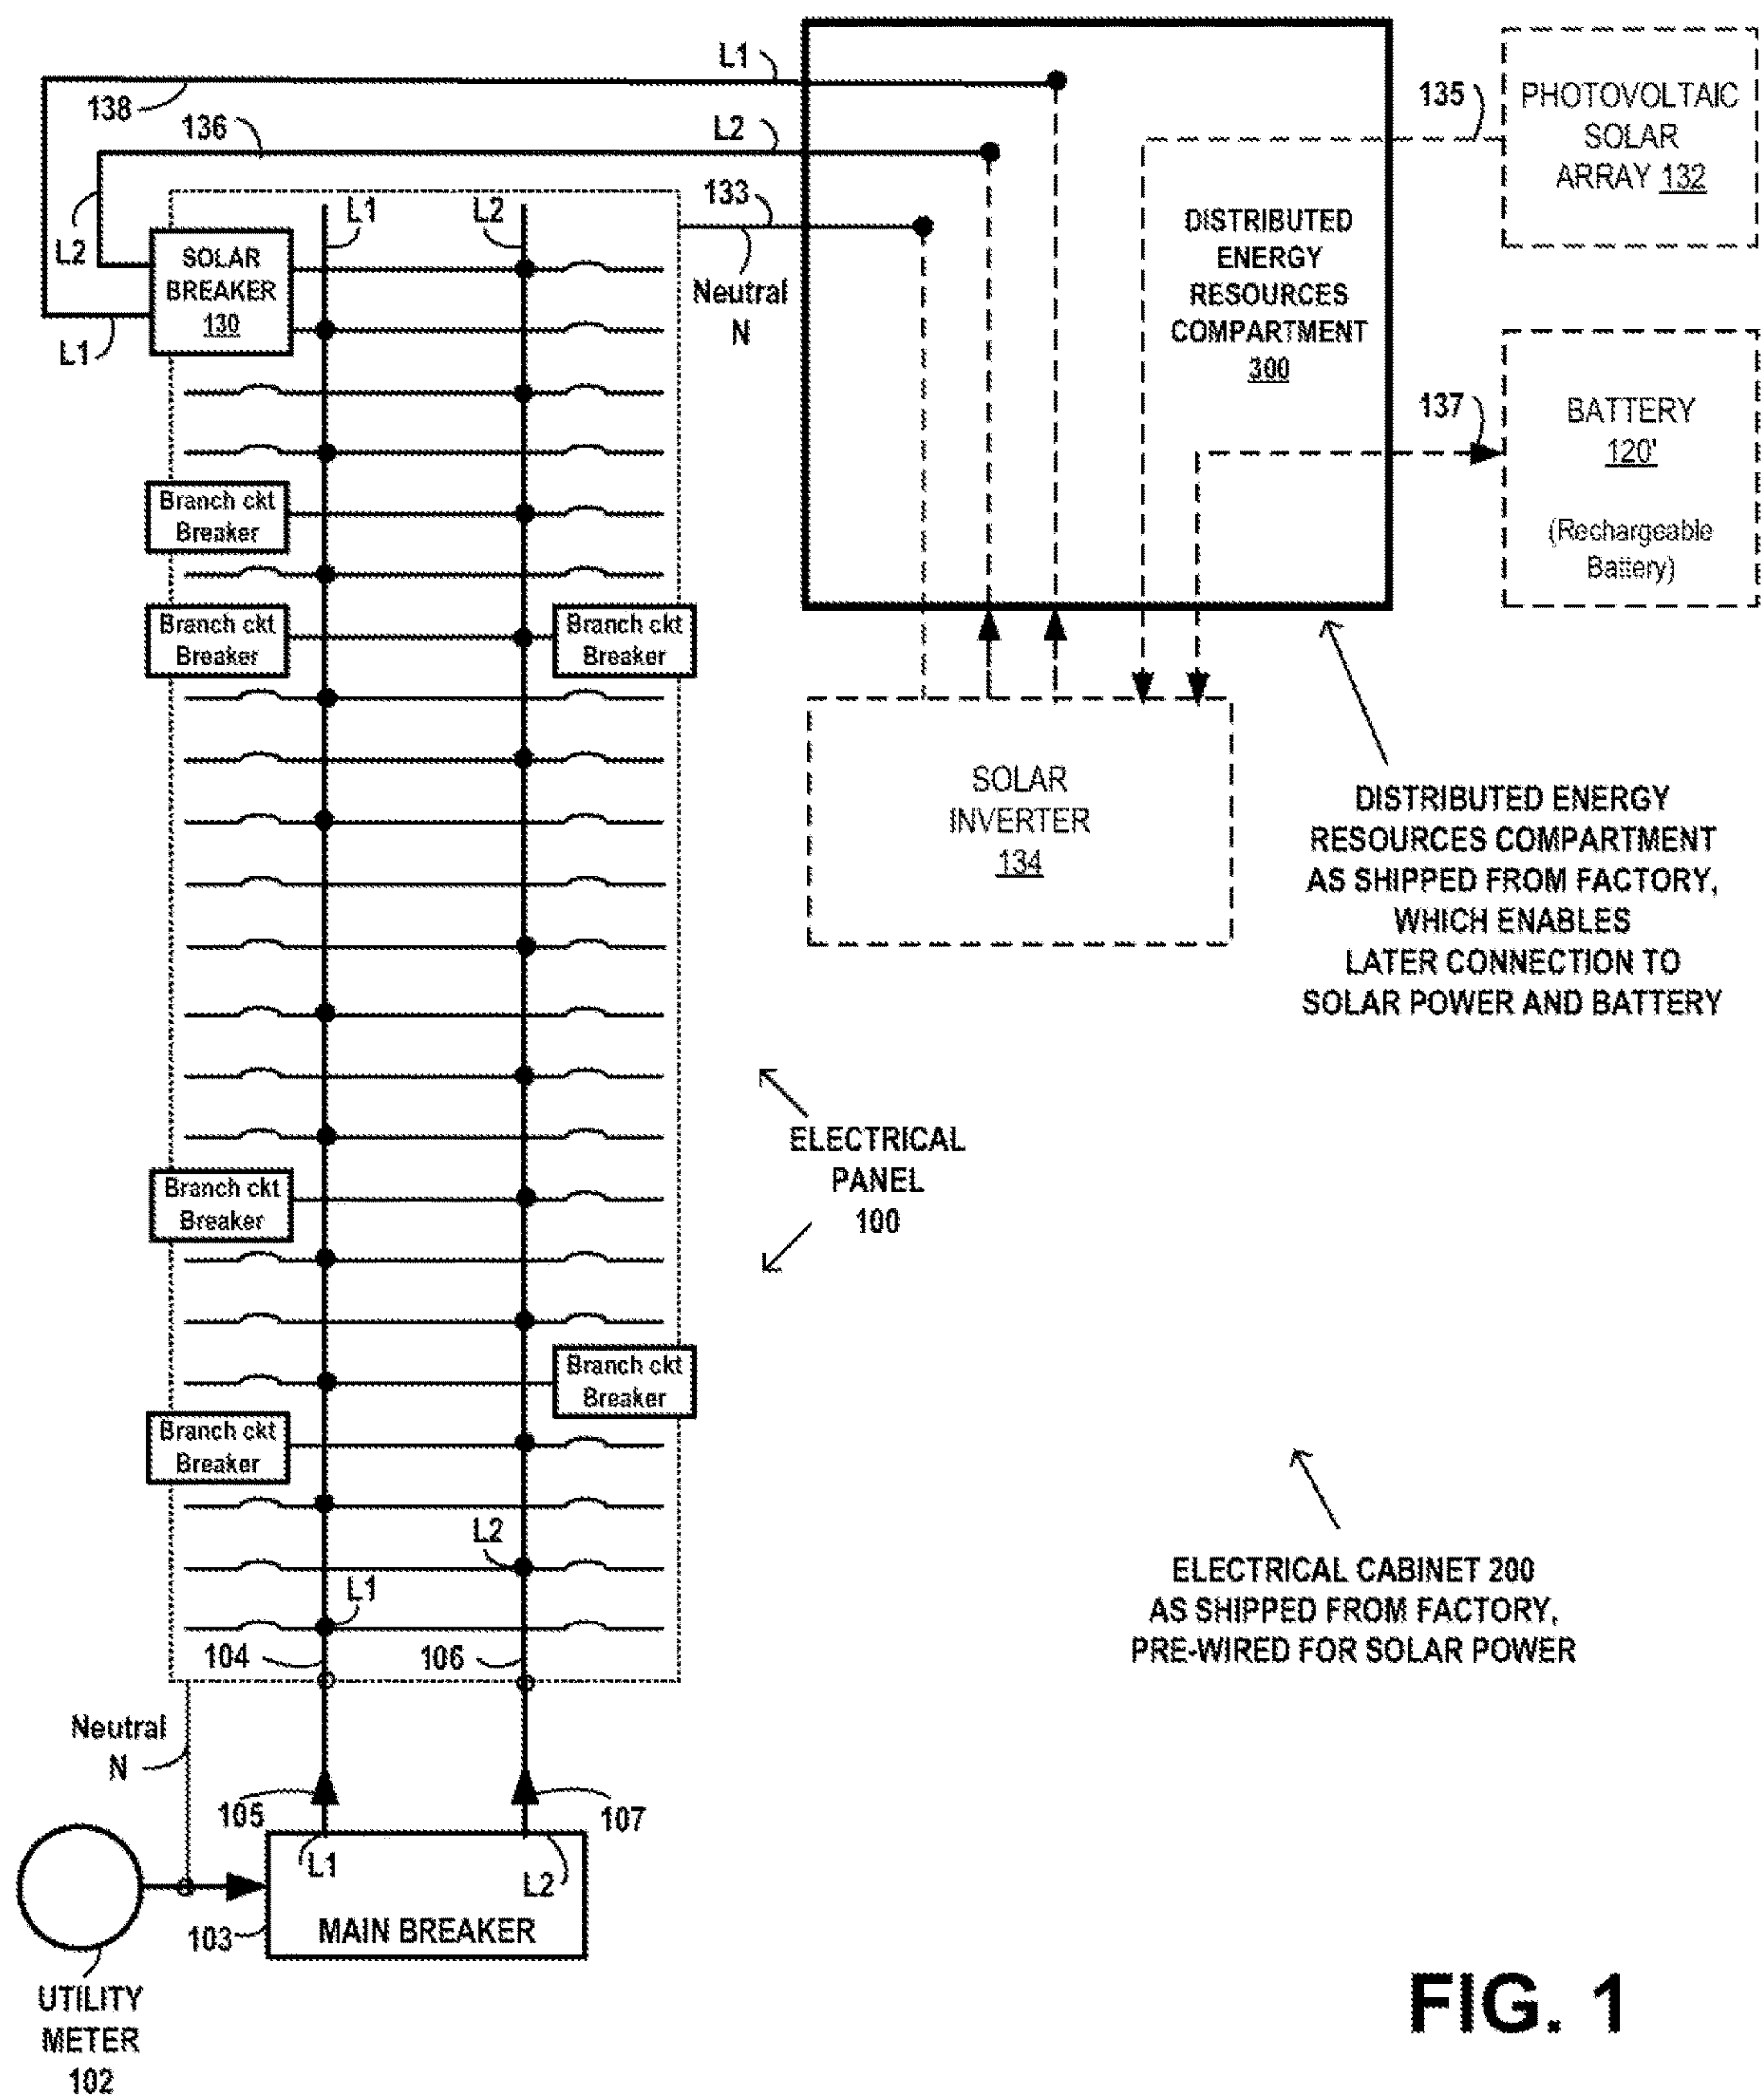 L1
138
136
L2
133
135
PHOTOVOLTAIC
SOLAR
ARRAY 132
L1
L2
L2
SOLAR
BREAKER
130
L1
Neutral
N
DISTRIBUTED
ENERGY
RESOURCES
COMPARTMENT
300
137
BATTERY
120'
(Rechargeable
Battery)
Branch ckt
Breaker
Branch ckt
Breaker
Branch ckt
Breaker
SOLAR
INVERTER
134
DISTRIBUTED ENERGY
RESOURCES COMPARTMENT
AS SHIPPED FROM FACTORY,
WHICH ENABLES
LATER CONNECTION TO
SOLAR POWER AND BATTERY
ELECTRICAL
PANEL
100
Branch ckt
Breaker
Branch ckt
Breaker
Branch ckt
Breaker
L2
L1
104
106
ELECTRICAL CABINET 200
AS SHIPPED FROM FACTORY,
PRE-WIRED FOR SOLAR POWER
Neutral
N
105
107
L1
L2
MAIN BREAKER
103
UTILITY
METER
102
FIG. 1